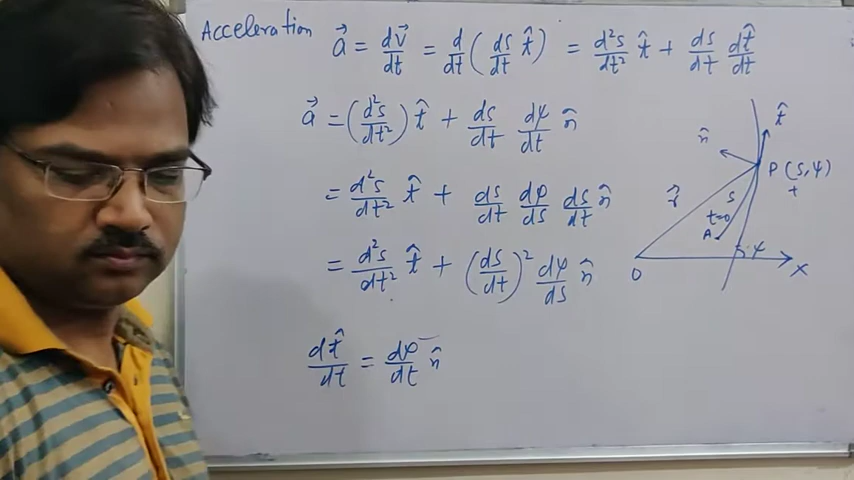 Acceleration a⃗ = dv⃗/dt = d/dt (ds/dt t̂) = d²s/dt² t̂ + ds/dt dt̂/dt
a⃗ = (d²s/dt²) t̂ + ds/dt dψ/dt n̂
= d²s/dt² t̂ + ds/dt dψ/ds ds/dt n̂
= d²s/dt² t̂ + (ds/dt)² dψ/ds n̂
dt̂/dt = dψ/dt n̂
t̂
n̂
P (s, ψ)
t
s
t=0
A
ψ
O
X